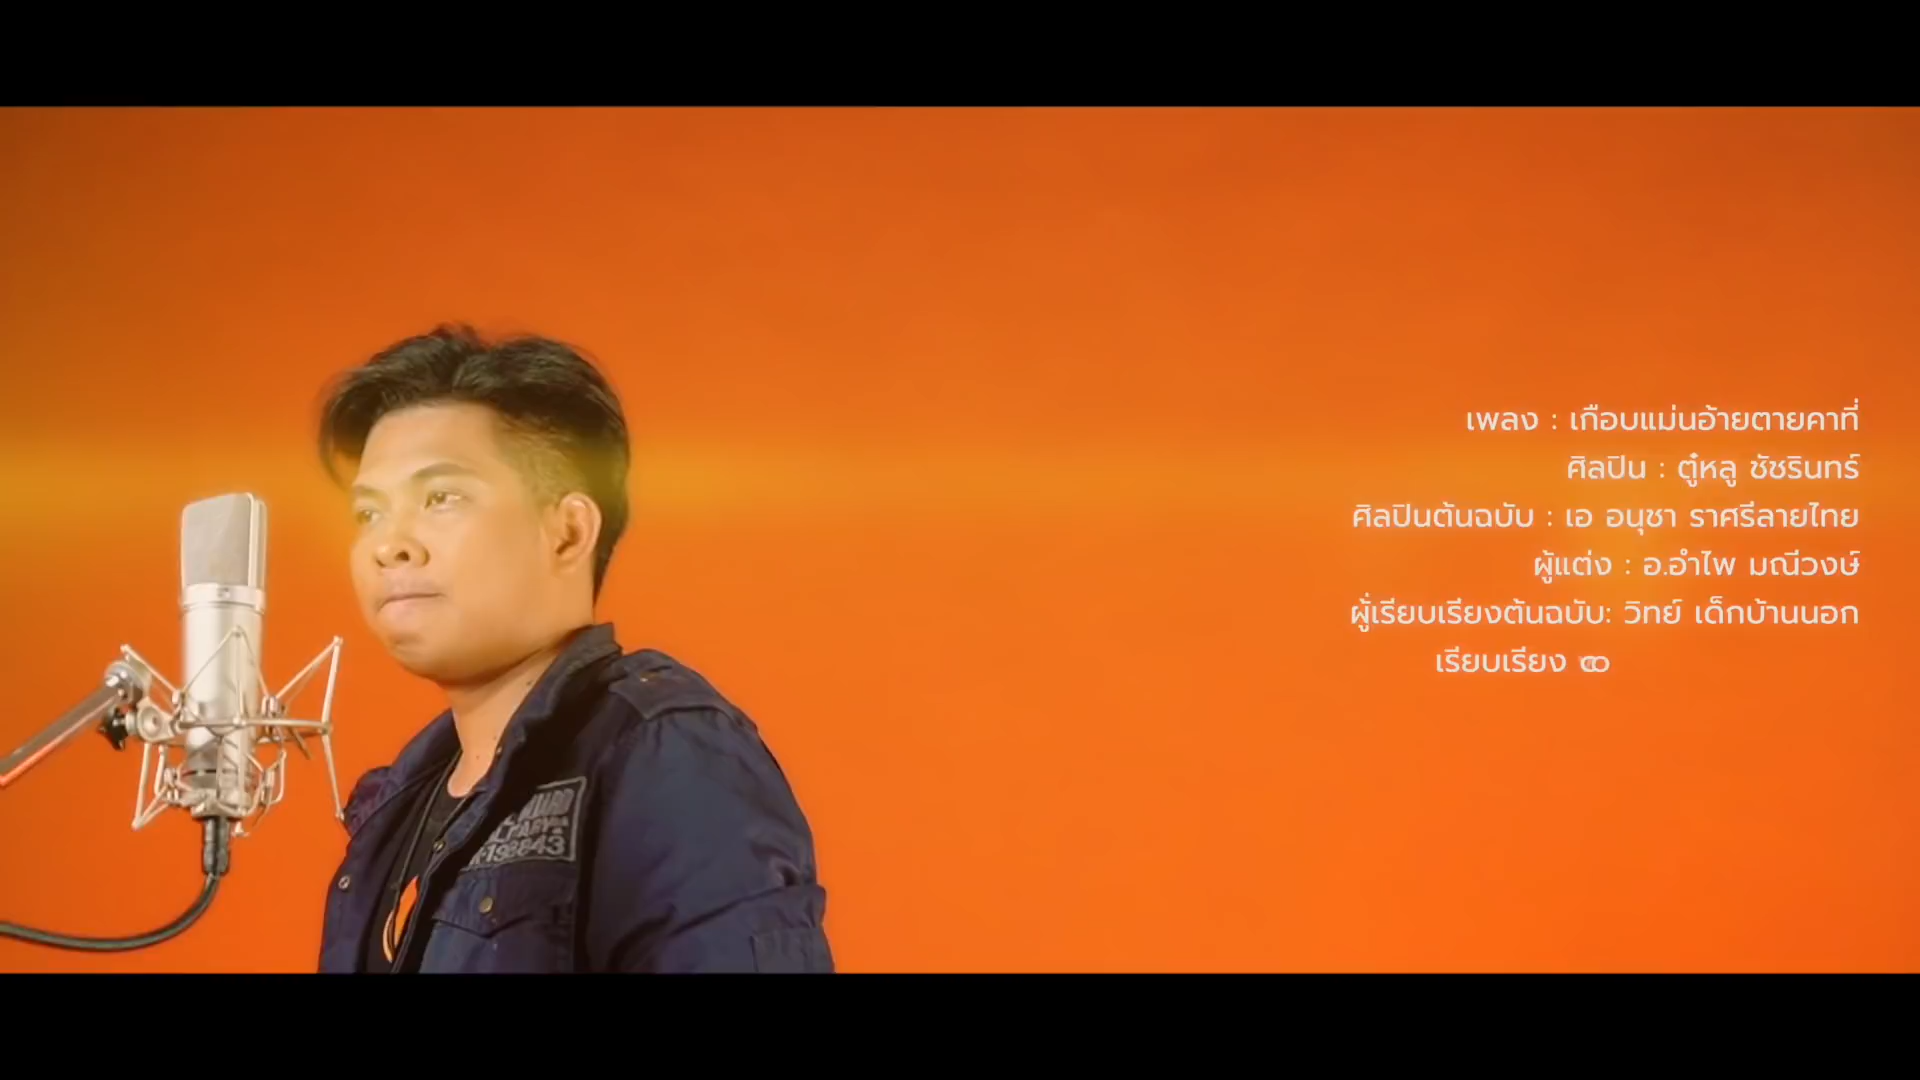 เพลง : เกือบแม่นอ้ายตายคาที่
ศิลปิน : ตู่หลู ชัชรินทร์
ศิลปินต้นฉบับ : เอ อนุชา ราศรีลายไทย
ผู้แต่ง : อ.อำไพ มณีวงษ์
ผู้เรียบเรียงต้นฉบับ: วิทย์ เด็กบ้านนอก
เรียบเรียง